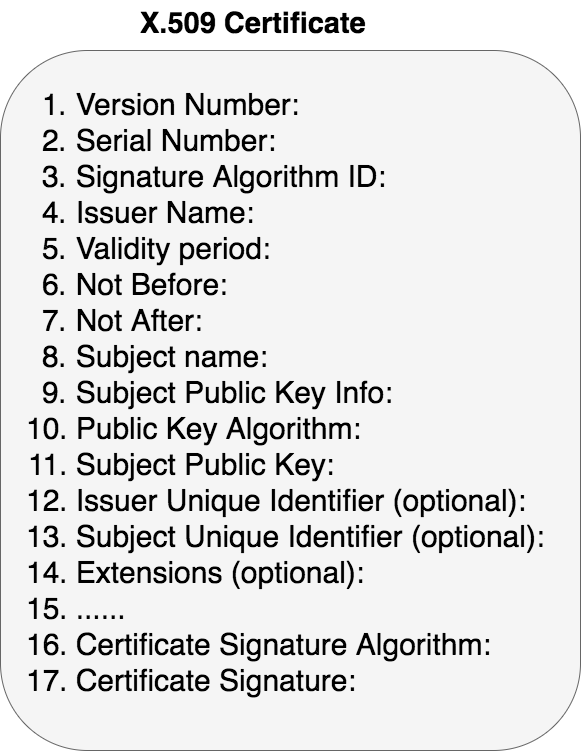 X.509 Certificate
1. Version Number:
2. Serial Number:
3. Signature Algorithm ID:
4. Issuer Name:
5. Validity period:
6. Not Before:
7. Not After:
8. Subject name:
9. Subject Public Key Info:
10. Public Key Algorithm:
11. Subject Public Key:
12. Issuer Unique Identifier (optional):
13. Subject Unique Identifier (optional):
14. Extensions (optional):
15. ......
16. Certificate Signature Algorithm:
17. Certificate Signature: